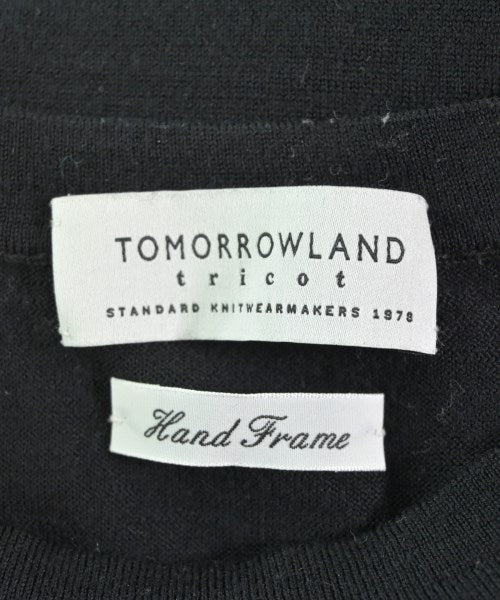 TOMORROWLAND
tricot
STANDARD KNITWEARMAKERS 1978
Hand Frame